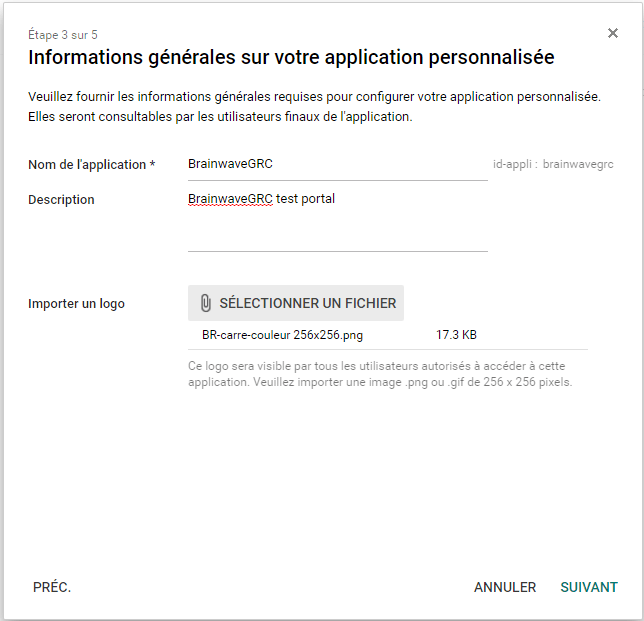 Étape 3 sur 5
Informations générales sur votre application personnalisée
Veuillez fournir les informations générales requises pour configurer votre application personnalisée.
Elles seront consultables par les utilisateurs finaux de l'application.
Nom de l'application * BrainwaveGRC id-appli : brainwavegrc
Description BrainwaveGRC test portal
Importer un logo SÉLECTIONNER UN FICHIER
BR-carre-couleur 256x256.png 17.3 KB
Ce logo sera visible par tous les utilisateurs autorisés à accéder à cette
application. Veuillez importer une image .png ou .gif de 256 x 256 pixels.
PRÉC. ANNULER SUIVANT